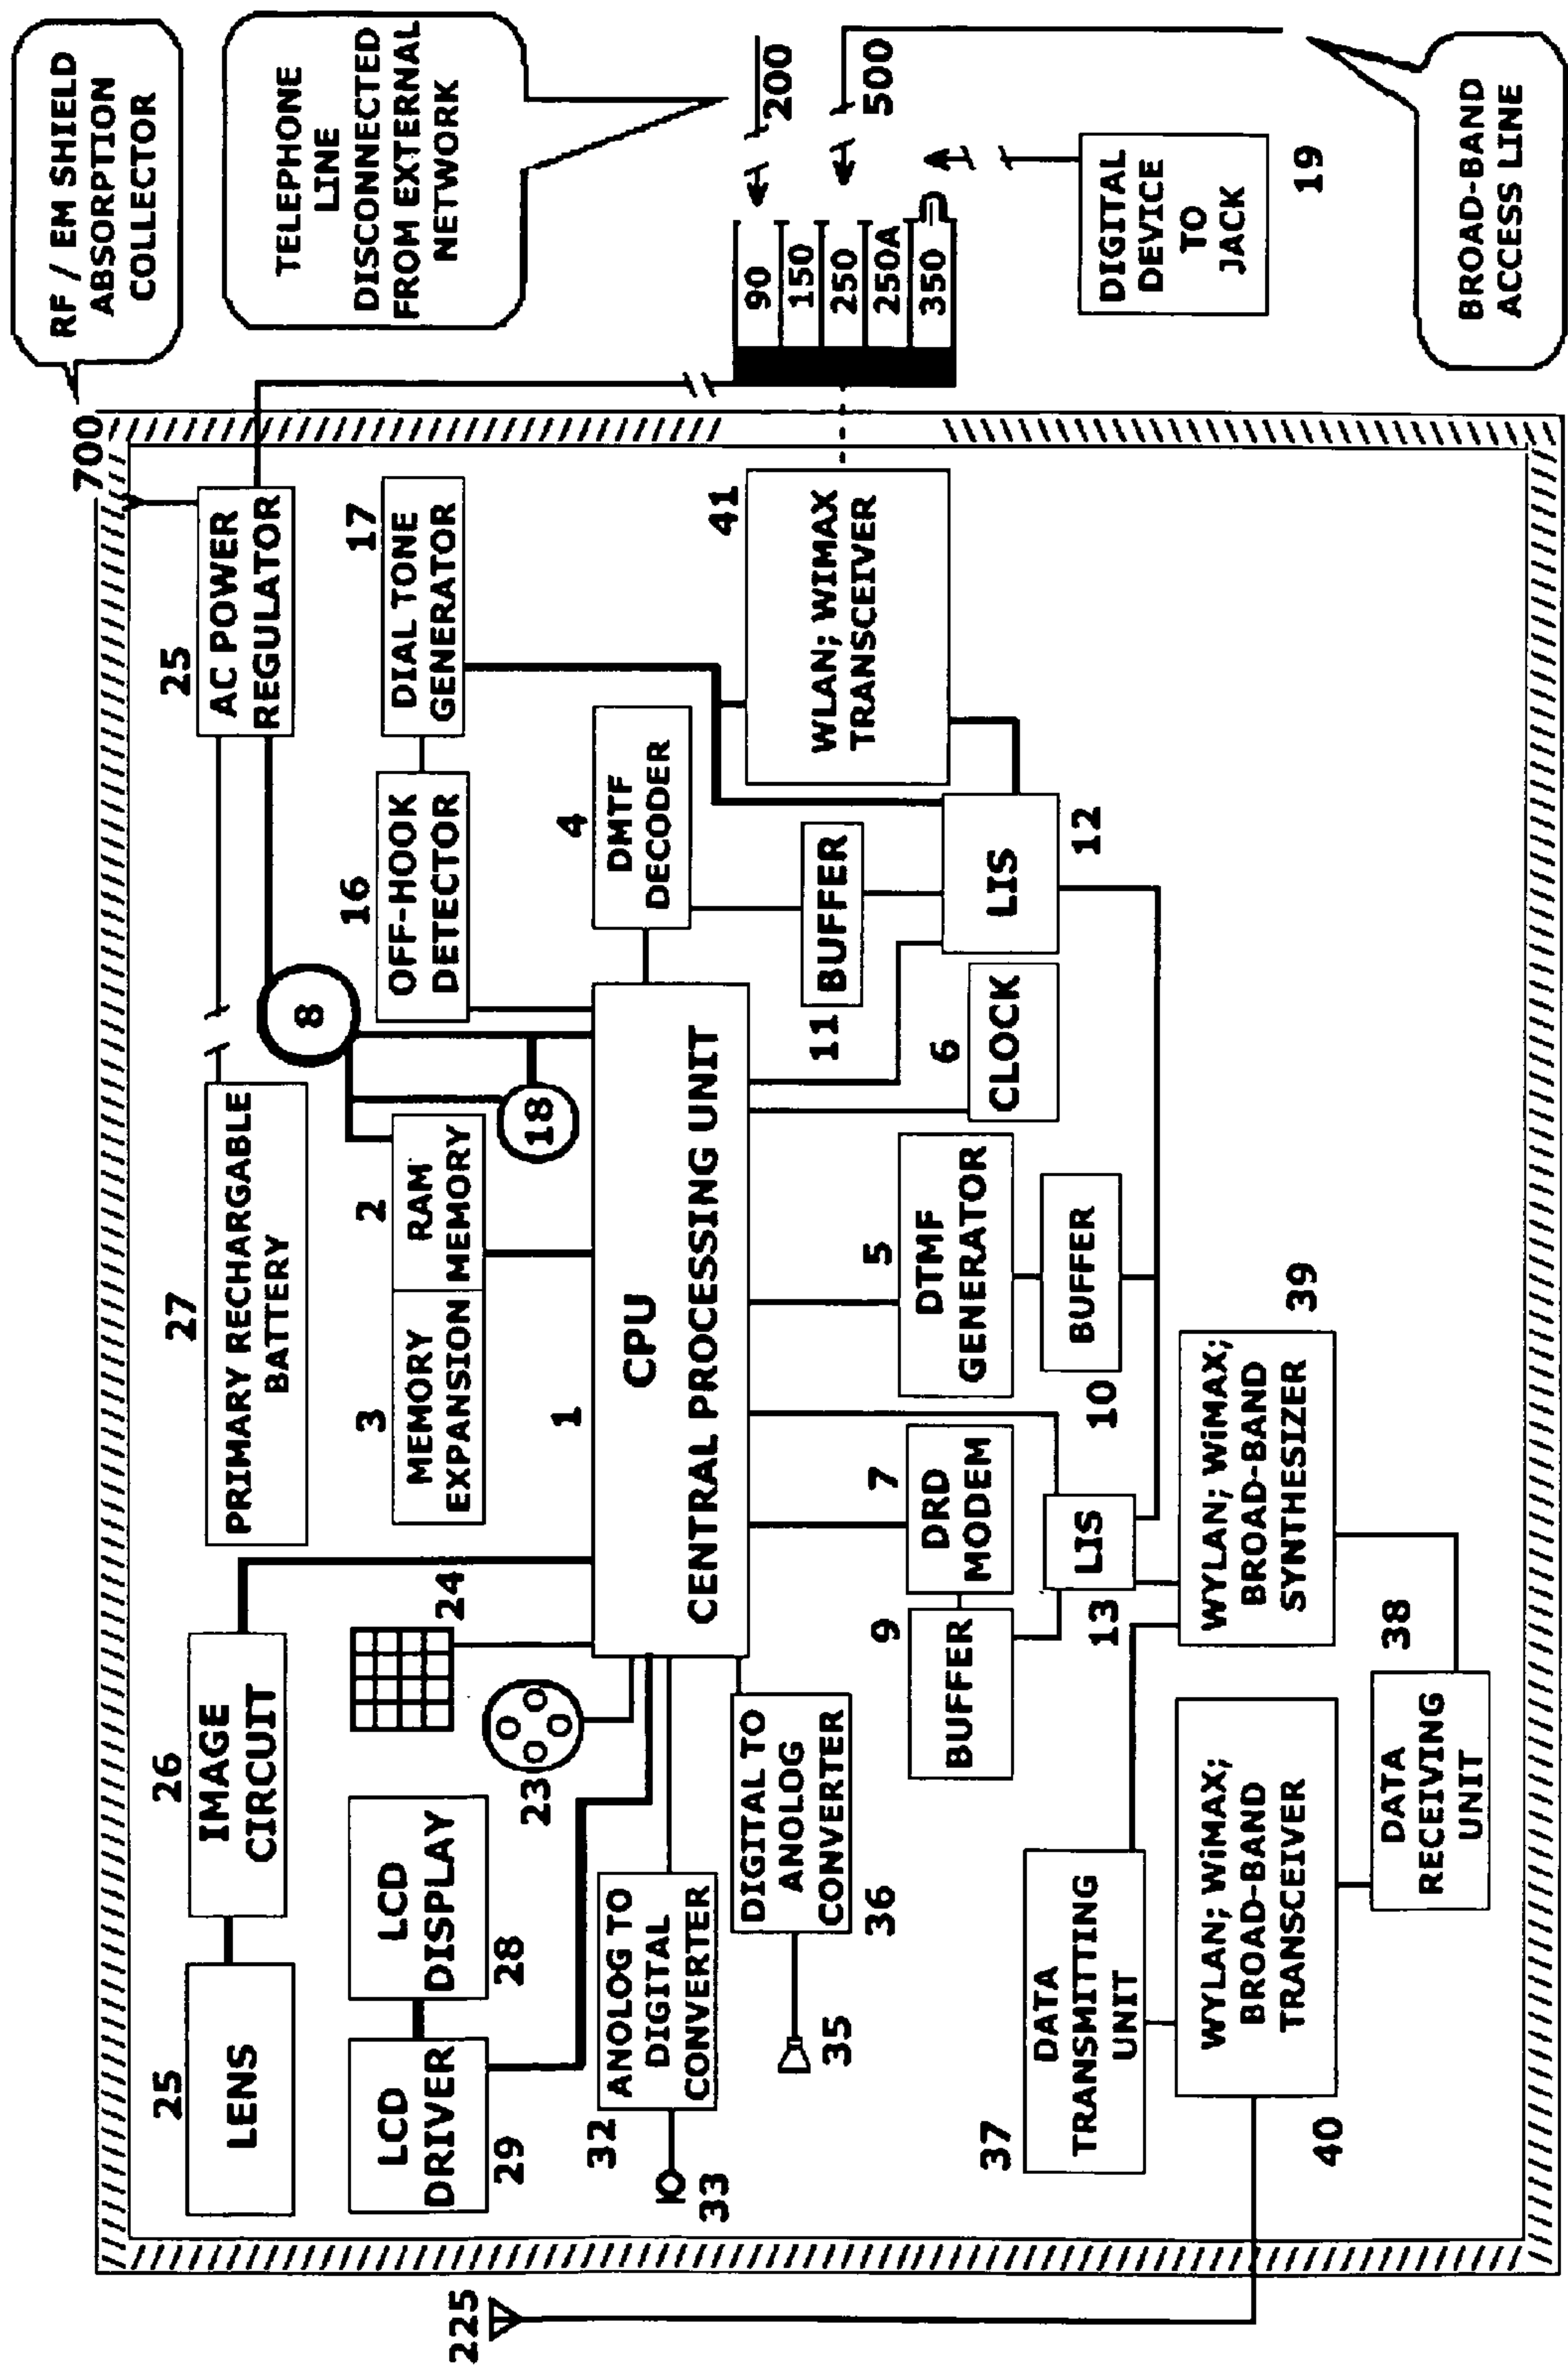 RF / EM SHIELD
ABSORPTION
COLLECTOR
TELEPHONE
LINE
DISCONNECTED
FROM EXTERNAL
NETWORK
200
500
90
150
250
250A
350
DIGITAL
DEVICE
TO
JACK
19
BROAD-BAND
ACCESS LINE
700
25
LENS
26
IMAGE
CIRCUIT
27
PRIMARY RECHARGABLE
BATTERY
25
AC POWER
REGULATOR
29
LCD
DRIVER
28
LCD
DISPLAY
24
23
3
MEMORY
EXPANSION
2
RAM
MEMORY
8
18
16
OFF-HOOK
DETECTOR
17
DIAL TONE
GENERATOR
33
32
ANOLOG TO
DIGITAL
CONVERTER
35
36
DIGITAL TO
ANOLOG
CONVERTER
1
CPU
CENTRAL PROCESSING UNIT
4
DMTF
DECODER
41
WLAN; WIMAX
TRANSCEIVER
9
BUFFER
7
DRD
MODEM
5
DTMF
GENERATOR
6
CLOCK
11
BUFFER
LIS
12
13
LIS
10
BUFFER
37
DATA
TRANSMITTING
UNIT
40
WYLAN; WiMAX;
BROAD-BAND
TRANSCEIVER
39
WYLAN; WiMAX;
BROAD-BAND
SYNTHESIZER
38
DATA
RECEIVING
UNIT
225